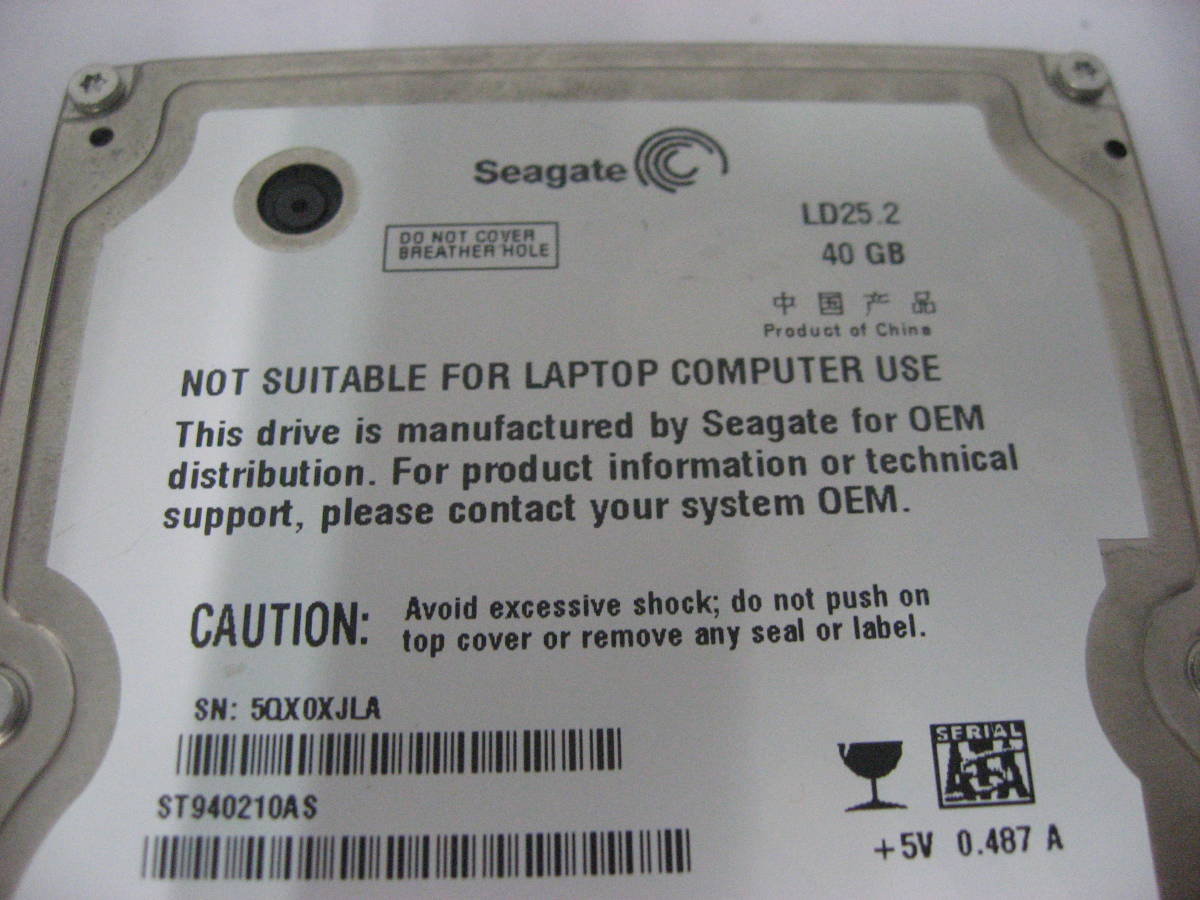 Seagate
DO NOT COVER
BREATHER HOLE
LD25.2
40 GB
中国产品
Product of China
NOT SUITABLE FOR LAPTOP COMPUTER USE
This drive is manufactured by Seagate for OEM
distribution. For product information or technical
support, please contact your system OEM.
CAUTION: Avoid excessive shock; do not push on
top cover or remove any seal or label.
SN: 5QX0XJLA
ST940210AS
SERIAL
ATA
+5V 0.487 A